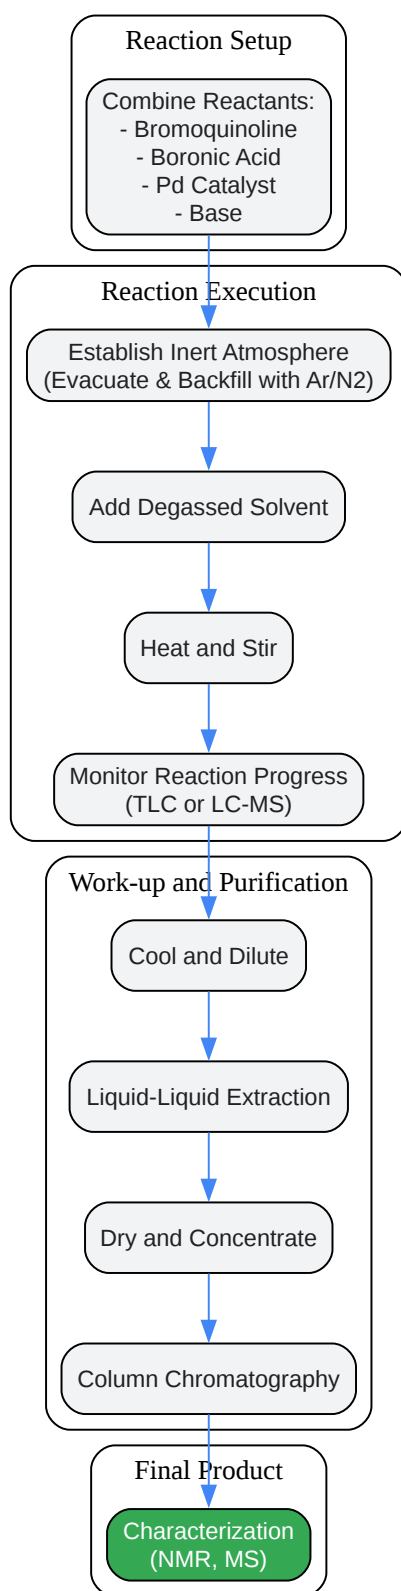 Reaction Setup
Combine Reactants:
- Bromoquinoline
- Boronic Acid
- Pd Catalyst
- Base
Reaction Execution
Establish Inert Atmosphere
(Evacuate & Backfill with Ar/N2)
Add Degassed Solvent
Heat and Stir
Monitor Reaction Progress
(TLC or LC-MS)
Work-up and Purification
Cool and Dilute
Liquid-Liquid Extraction
Dry and Concentrate
Column Chromatography
Final Product
Characterization
(NMR, MS)